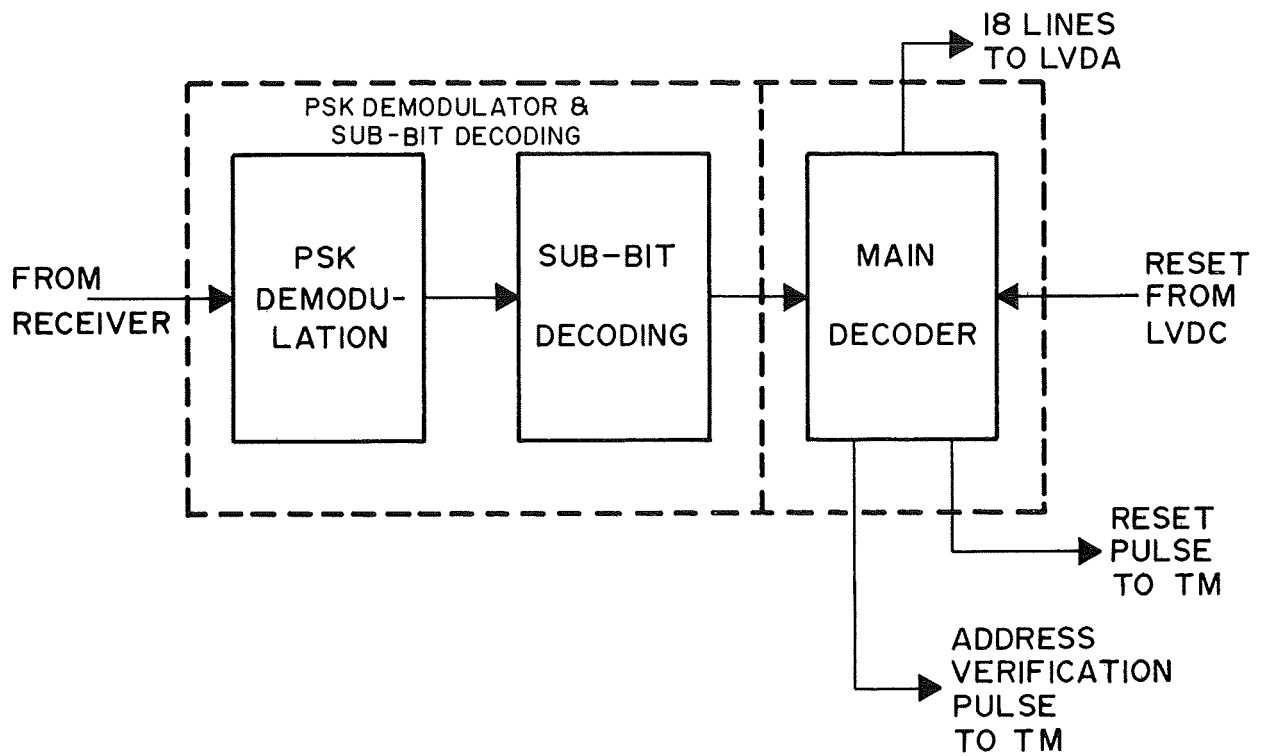 18 LINES
TO LVDA
PSK DEMODULATOR &
SUB-BIT DECODING
FROM
RECEIVER
PSK
DEMODU-
LATION
SUB-BIT
DECODING
MAIN
DECODER
RESET
FROM
LVDC
RESET
PULSE
TO TM
ADDRESS
VERIFICATION
PULSE
TO TM